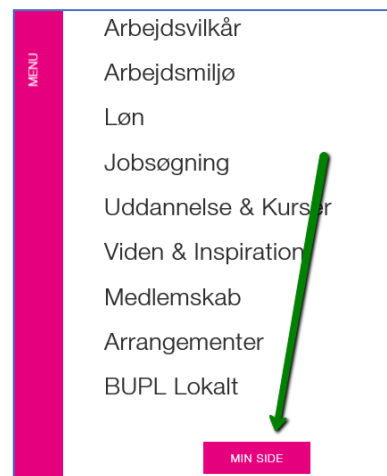 MENU
Arbejdsvilkår
Arbejdsmiljø
Løn
Jobsøgning
Uddannelse & Kurser
Viden & Inspiration
Medlemskab
Arrangementer
BUPL Lokalt
MIN SIDE